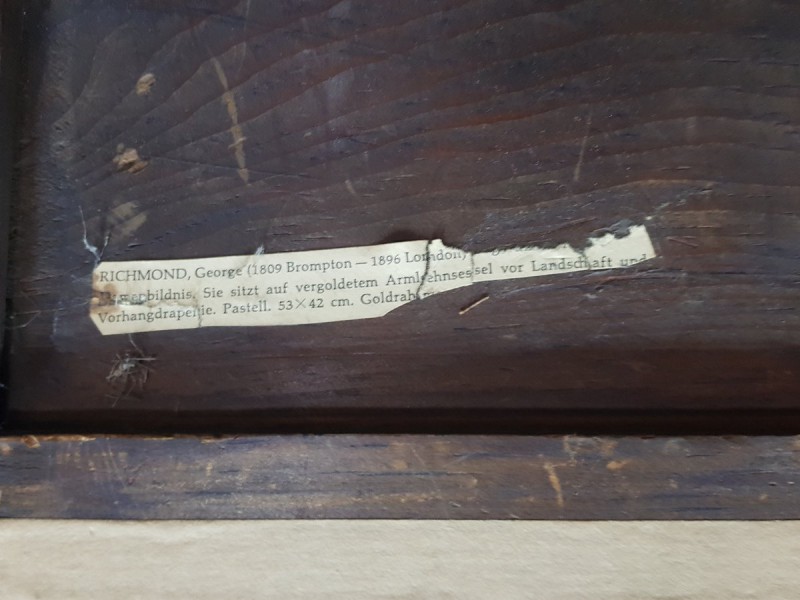 RICHMOND, George (1809 Brompton — 1896 London)
Damenbildnis. Sie sitzt auf vergoldetem Armlehnsessel vor Landschaft und
Vorhangdraperie. Pastell. 53×42 cm.